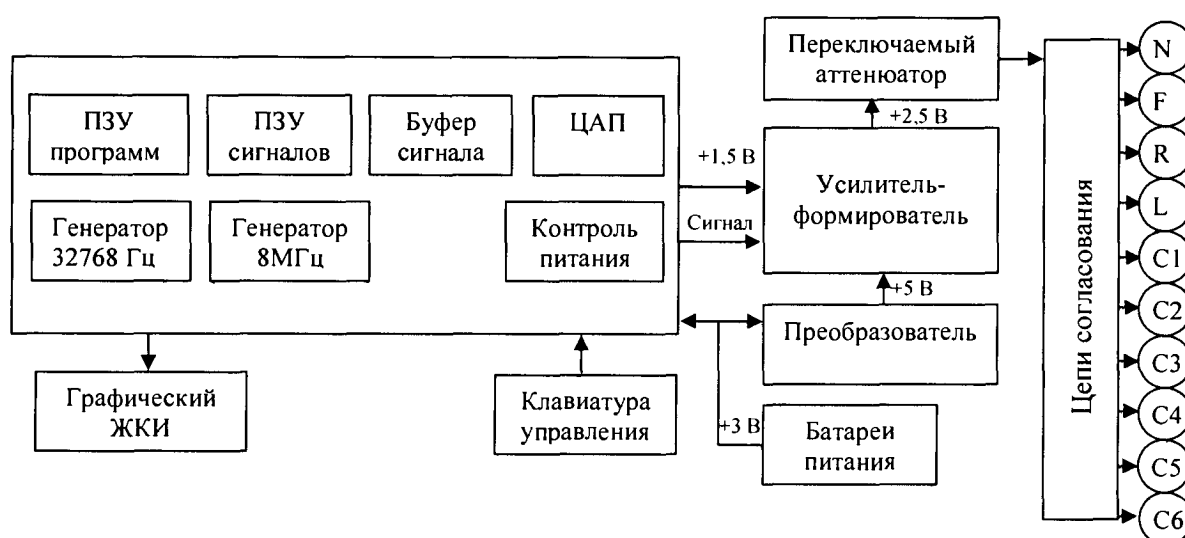 ПЗУ
программ
ПЗУ
сигналов
Буфер
сигнала
ЦАП
Генератор
32768 Гц
Генератор
8МГц
Контроль
питания
Графический
ЖКИ
Клавиатура
управления
+1,5 В
Сигнал
Переключаемый
аттенюатор
+2,5 В
Усилитель-
формирователь
+5 В
Преобразователь
+3 В
Батареи
питания
Цепи согласования
N
F
R
L
C1
C2
C3
C4
C5
C6